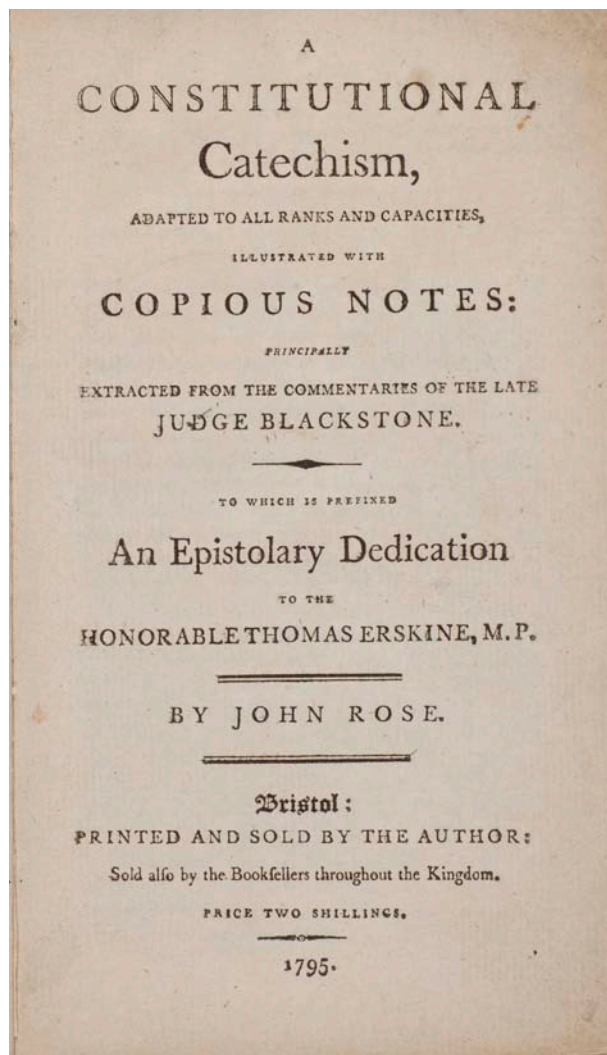 A
CONSTITUTIONAL
Catechism,
ADAPTED TO ALL RANKS AND CAPACITIES,
ILLUSTRATED WITH
COPIOUS NOTES:
PRINCIPALLY
EXTRACTED FROM THE COMMENTARIES OF THE LATE
JUDGE BLACKSTONE.
TO WHICH IS PREFIXED
An Epistolary Dedication
TO THE
HONORABLE THOMAS ERSKINE, M.P.
BY JOHN ROSE.
Bristol:
PRINTED AND SOLD BY THE AUTHOR:
Sold alſo by the Bookſellers throughout the Kingdom.
PRICE TWO SHILLINGS.
1795.